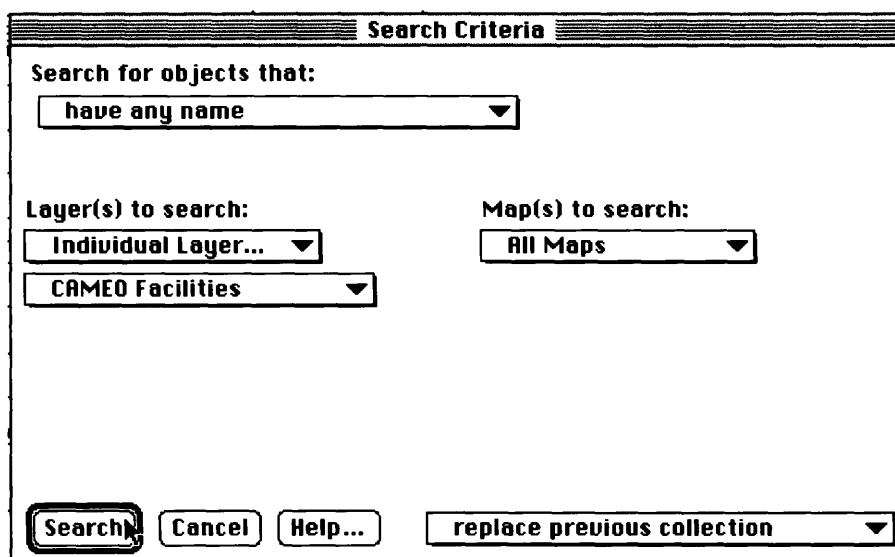 Search Criteria
Search for objects that:
have any name
Layer(s) to search:
Map(s) to search:
Individual Layer...
All Maps
CAMEO Facilities
Search
Cancel
Help...
replace previous collection